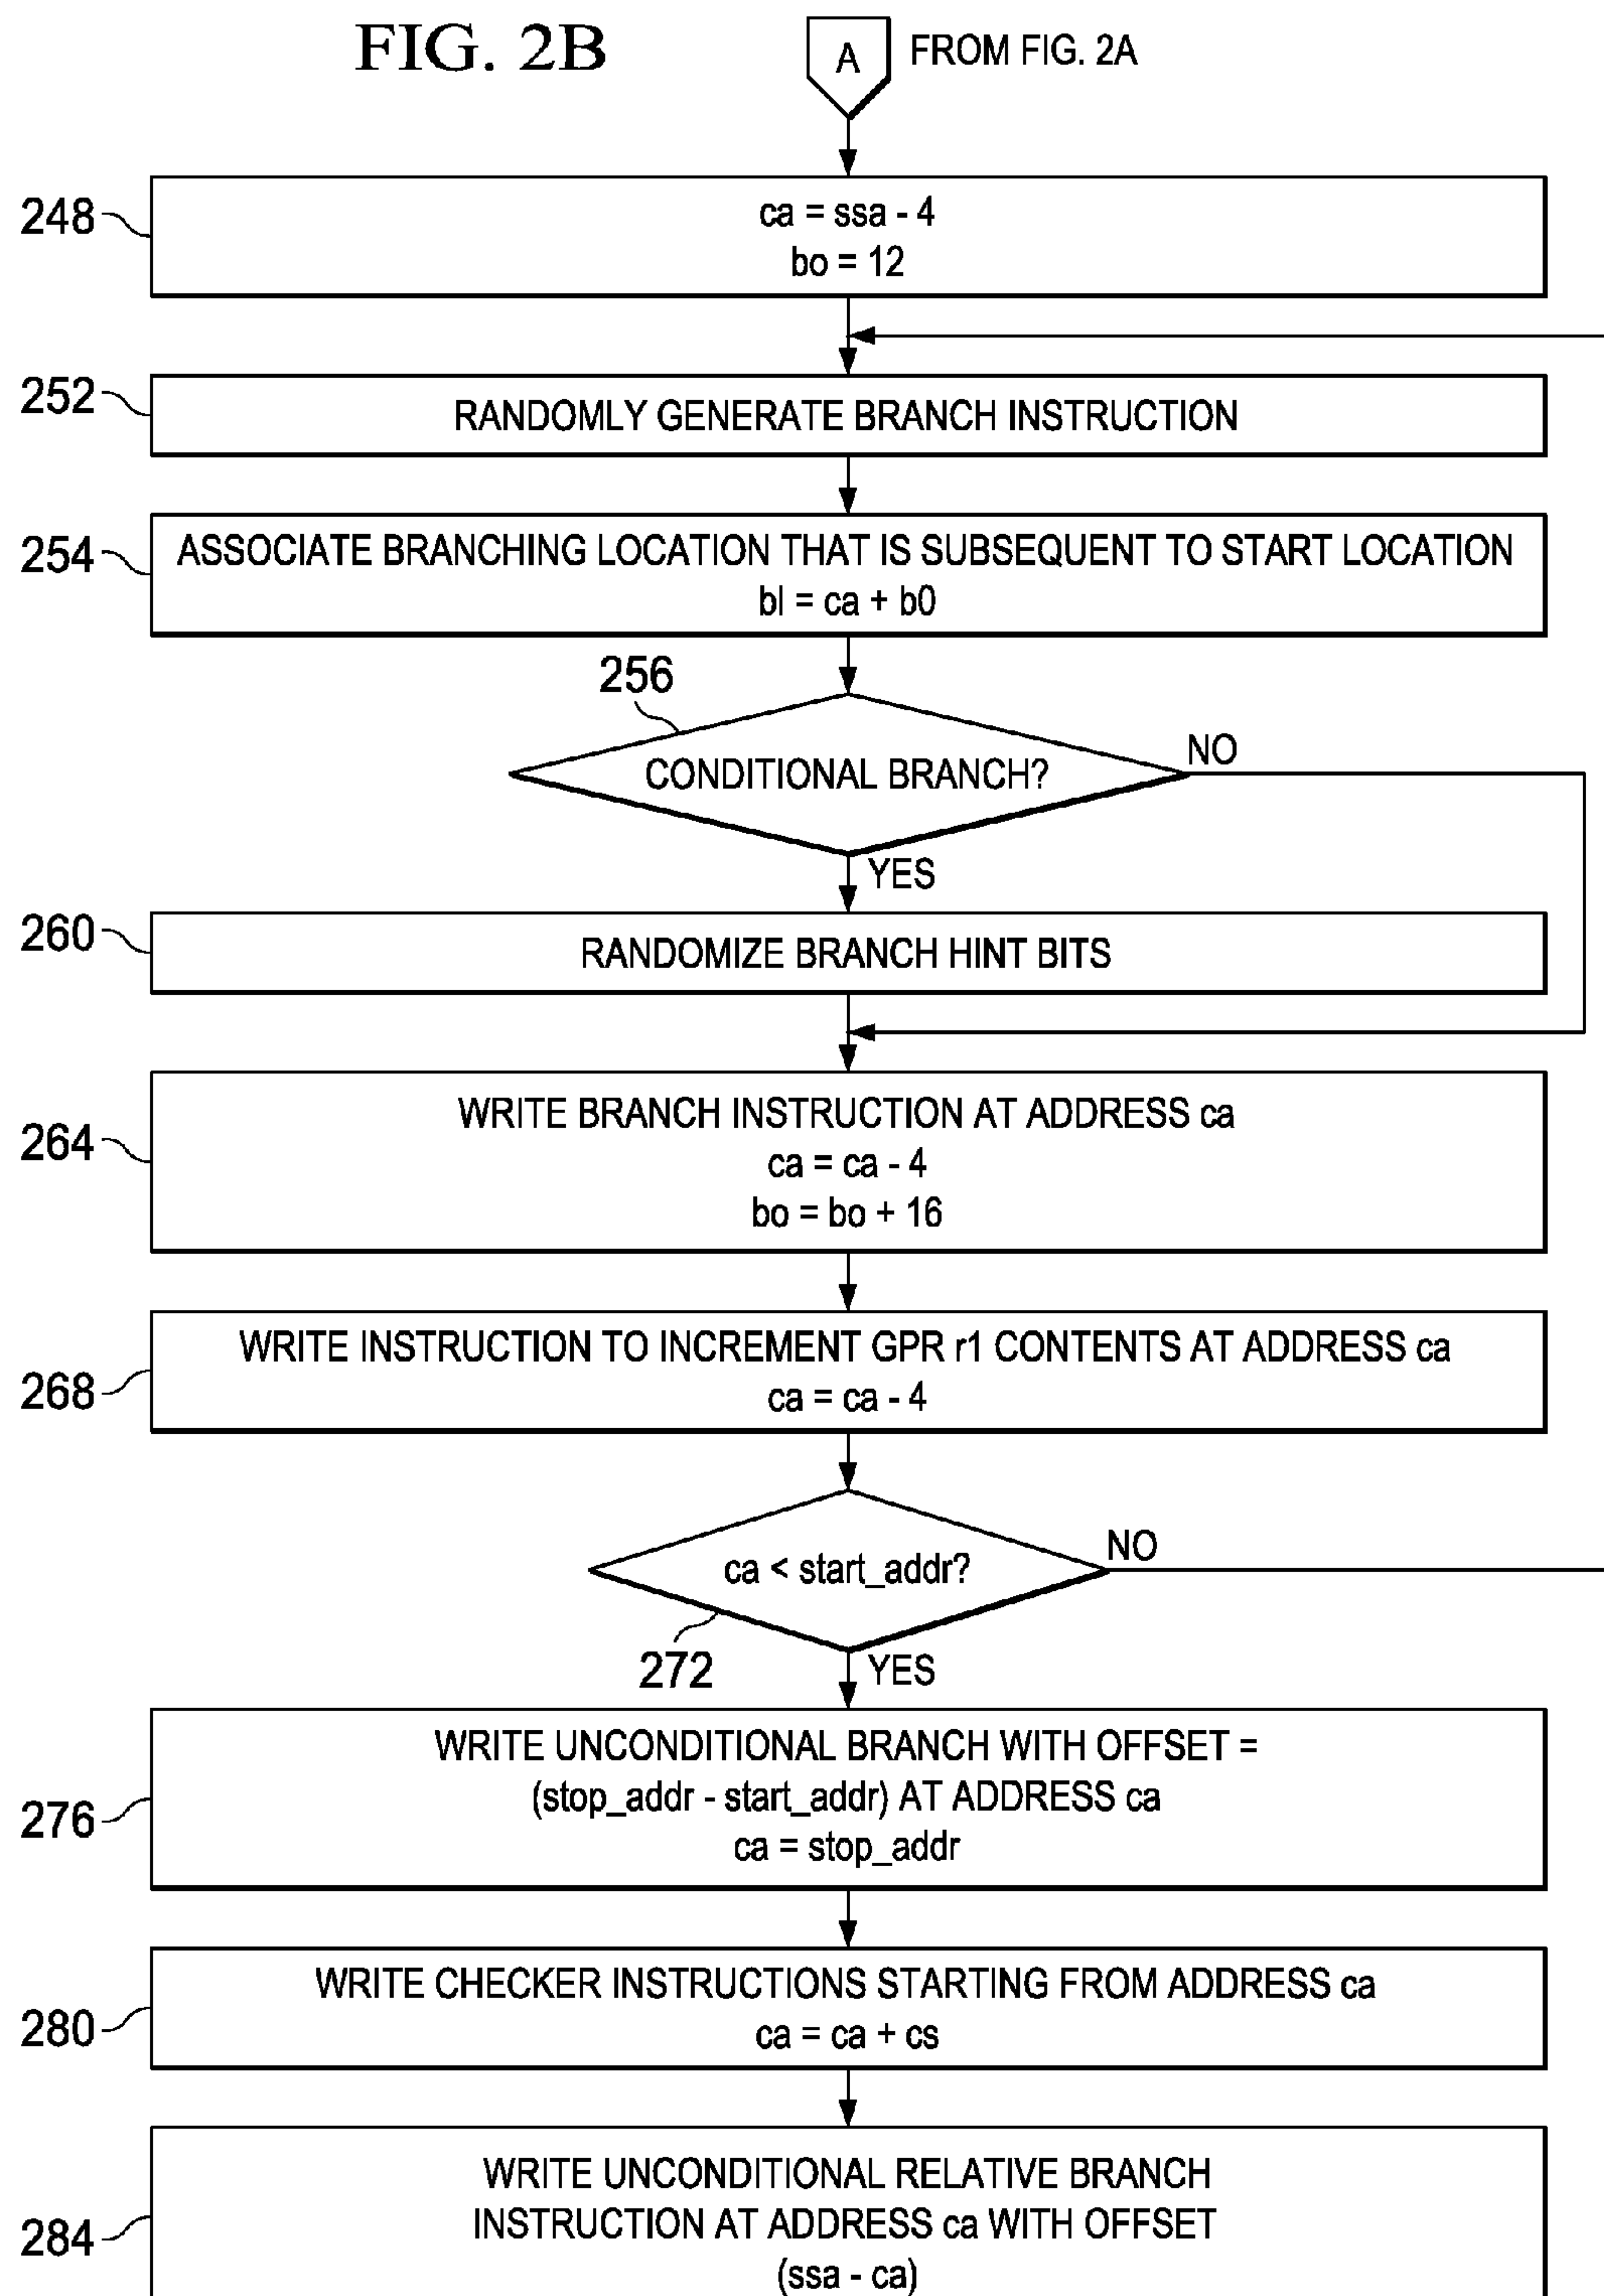 FIG. 2B
A
FROM FIG. 2A
248
ca = ssa - 4
bo = 12
252
RANDOMLY GENERATE BRANCH INSTRUCTION
254
ASSOCIATE BRANCHING LOCATION THAT IS SUBSEQUENT TO START LOCATION
bl = ca + b0
256
CONDITIONAL BRANCH?
NO
YES
260
RANDOMIZE BRANCH HINT BITS
264
WRITE BRANCH INSTRUCTION AT ADDRESS ca
ca = ca - 4
bo = bo + 16
268
WRITE INSTRUCTION TO INCREMENT GPR r1 CONTENTS AT ADDRESS ca
ca = ca - 4
ca < start_addr?
NO
272
YES
276
WRITE UNCONDITIONAL BRANCH WITH OFFSET =
(stop_addr - start_addr) AT ADDRESS ca
ca = stop_addr
280
WRITE CHECKER INSTRUCTIONS STARTING FROM ADDRESS ca
ca = ca + cs
284
WRITE UNCONDITIONAL RELATIVE BRANCH
INSTRUCTION AT ADDRESS ca WITH OFFSET
(ssa - ca)